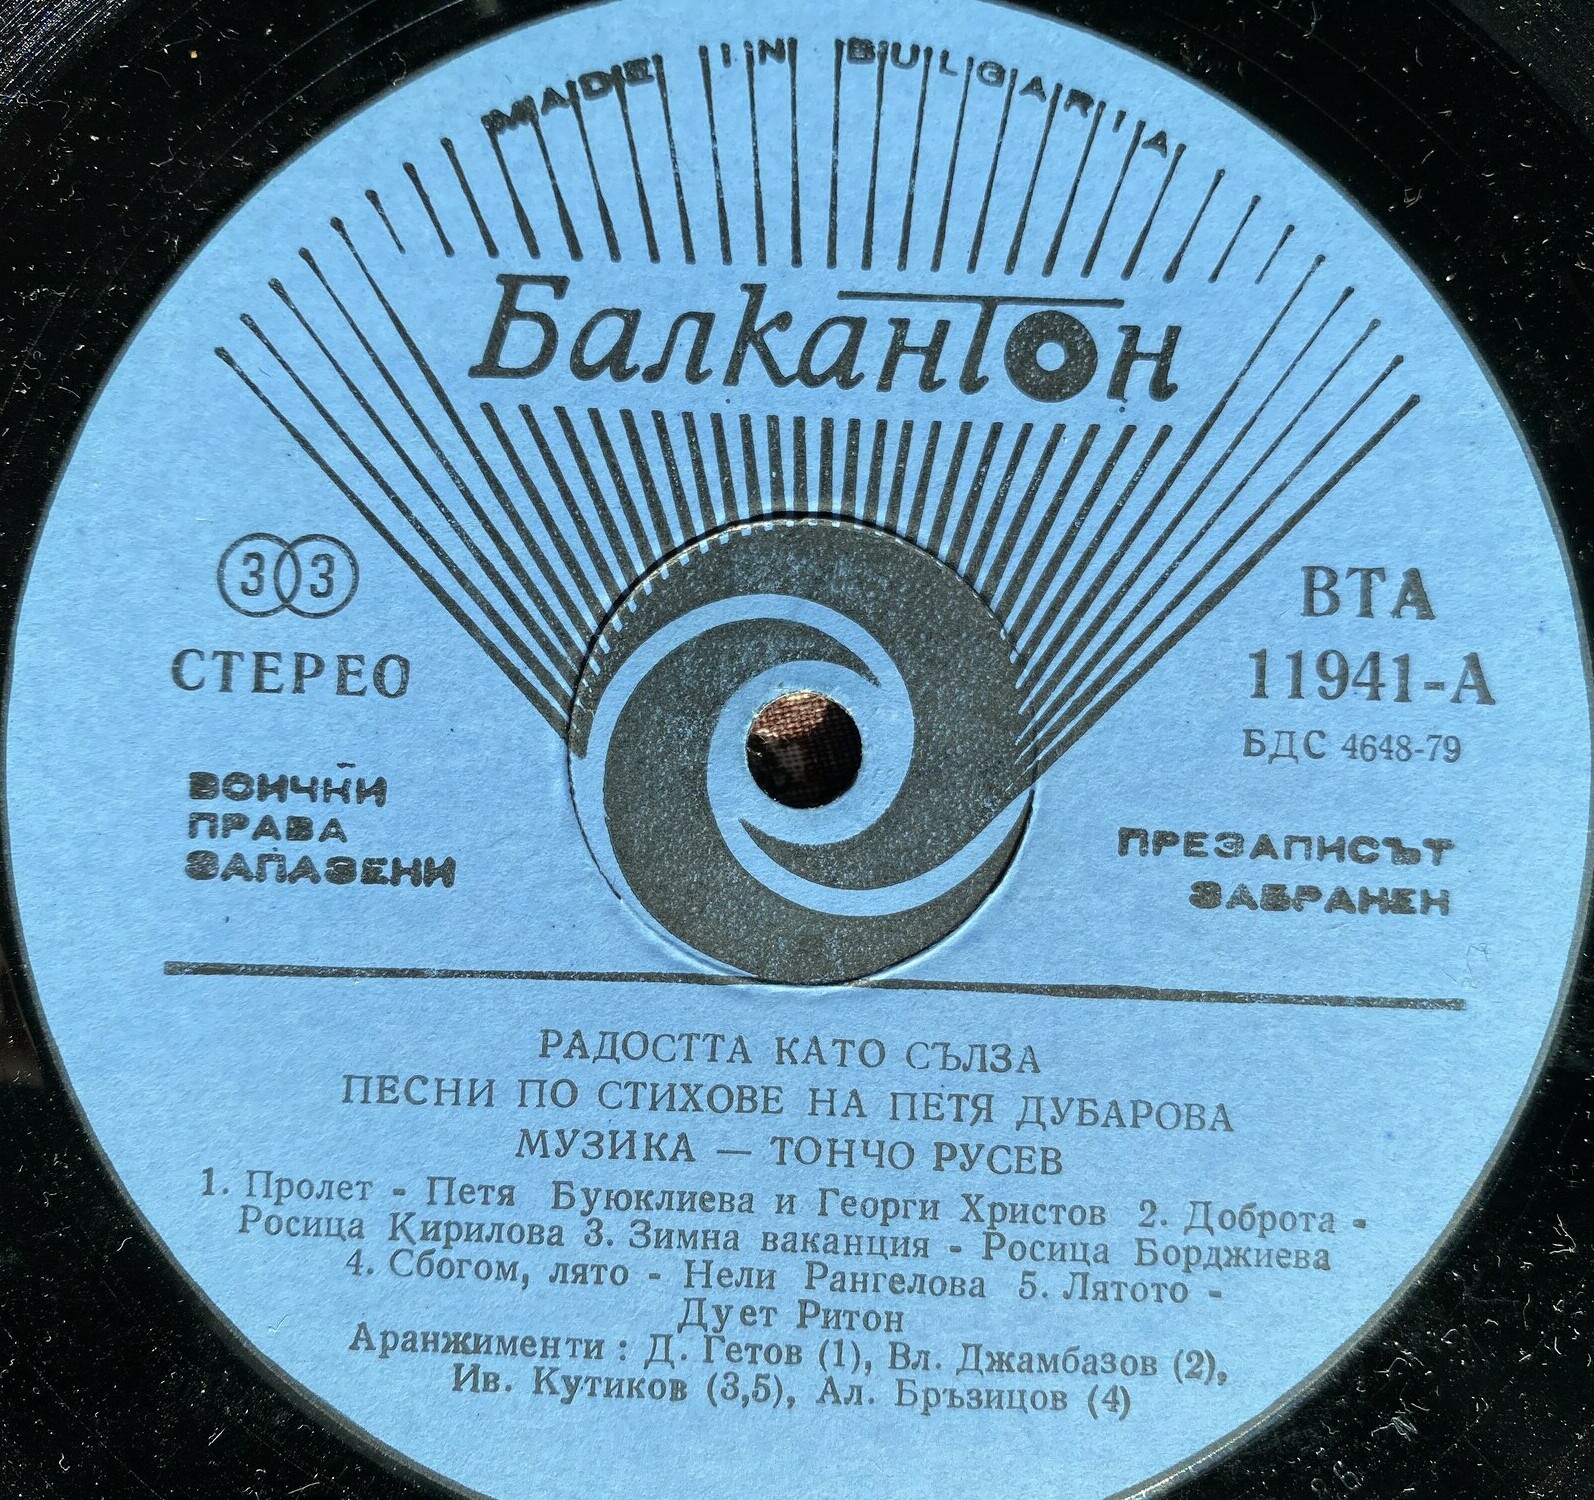 MADE IN BULGARIA
Балкантон
33
СТЕРЕО
ВСИЧКИ
ПРАВА
ЗАПАЗЕНИ
ВТА
11941-А
БДС 4648-79
ПРЕЗАПИСЪТ
ЗАБРАНЕН
РАДОСТТА КАТО СЪЛЗА
ПЕСНИ ПО СТИХОВЕ НА ПЕТЯ ДУБАРОВА
МУЗИКА — ТОНЧО РУСЕВ
1. Пролет - Петя Буюклиева и Георги Христов 2. Доброта -
Росица Кирилова 3. Зимна ваканция - Росица Борджиева
4. Сбогом, лято - Нели Рангелова 5. Лятото -
Дует Ритон
Аранжименти : Д. Гетов (1), Вл. Джамбазов (2),
Ив. Кутиков (3,5), Ал. Бръзицов (4)